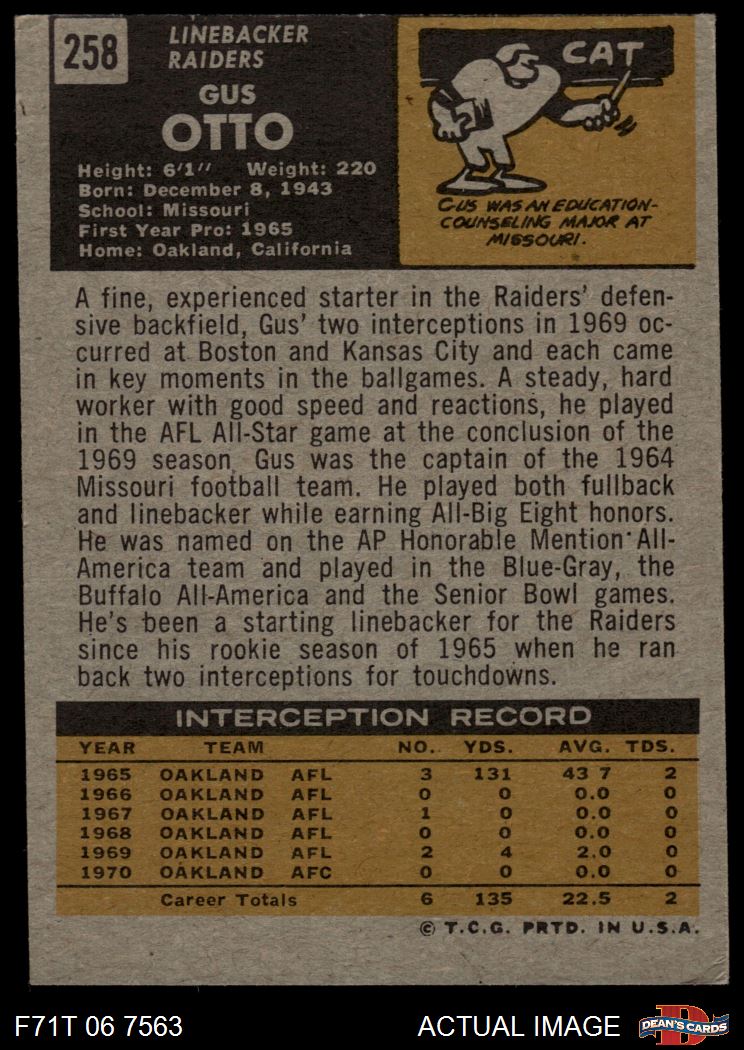 258
LINEBACKER
RAIDERS
GUS
OTTO
Height: 6'1" Weight: 220
Born: December 8, 1943
School: Missouri
First Year Pro: 1965
Home: Oakland, California
CAT
GUS WAS AN EDUCATION-
COUNSELING MAJOR AT
MISSOURI.
A fine, experienced starter in the Raiders' defen-
sive backfield, Gus' two interceptions in 1969 oc-
curred at Boston and Kansas City and each came
in key moments in the ballgames. A steady, hard
worker with good speed and reactions, he played
in the AFL All-Star game at the conclusion of the
1969 season. Gus was the captain of the 1964
Missouri football team. He played both fullback
and linebacker while earning All-Big Eight honors.
He was named on the AP Honorable Mention All-
America team and played in the Blue-Gray, the
Buffalo All-America and the Senior Bowl games.
He's been a starting linebacker for the Raiders
since his rookie season of 1965 when he ran
back two interceptions for touchdowns.
INTERCEPTION RECORD
YEAR TEAM NO. YDS. AVG. TDS.
1965 OAKLAND AFL 3 131 43 7 2
1966 OAKLAND AFL 0 0 0.0 0
1967 OAKLAND AFL 1 0 0.0 0
1968 OAKLAND AFL 0 0 0.0 0
1969 OAKLAND AFL 2 4 2.0 0
1970 OAKLAND AFC 0 0 0.0 0
Career Totals 6 135 22.5 2
© T.C.G. PRTD. IN U.S.A.
F71T 06 7563 ACTUAL IMAGE
D
DEAN'S CARDS